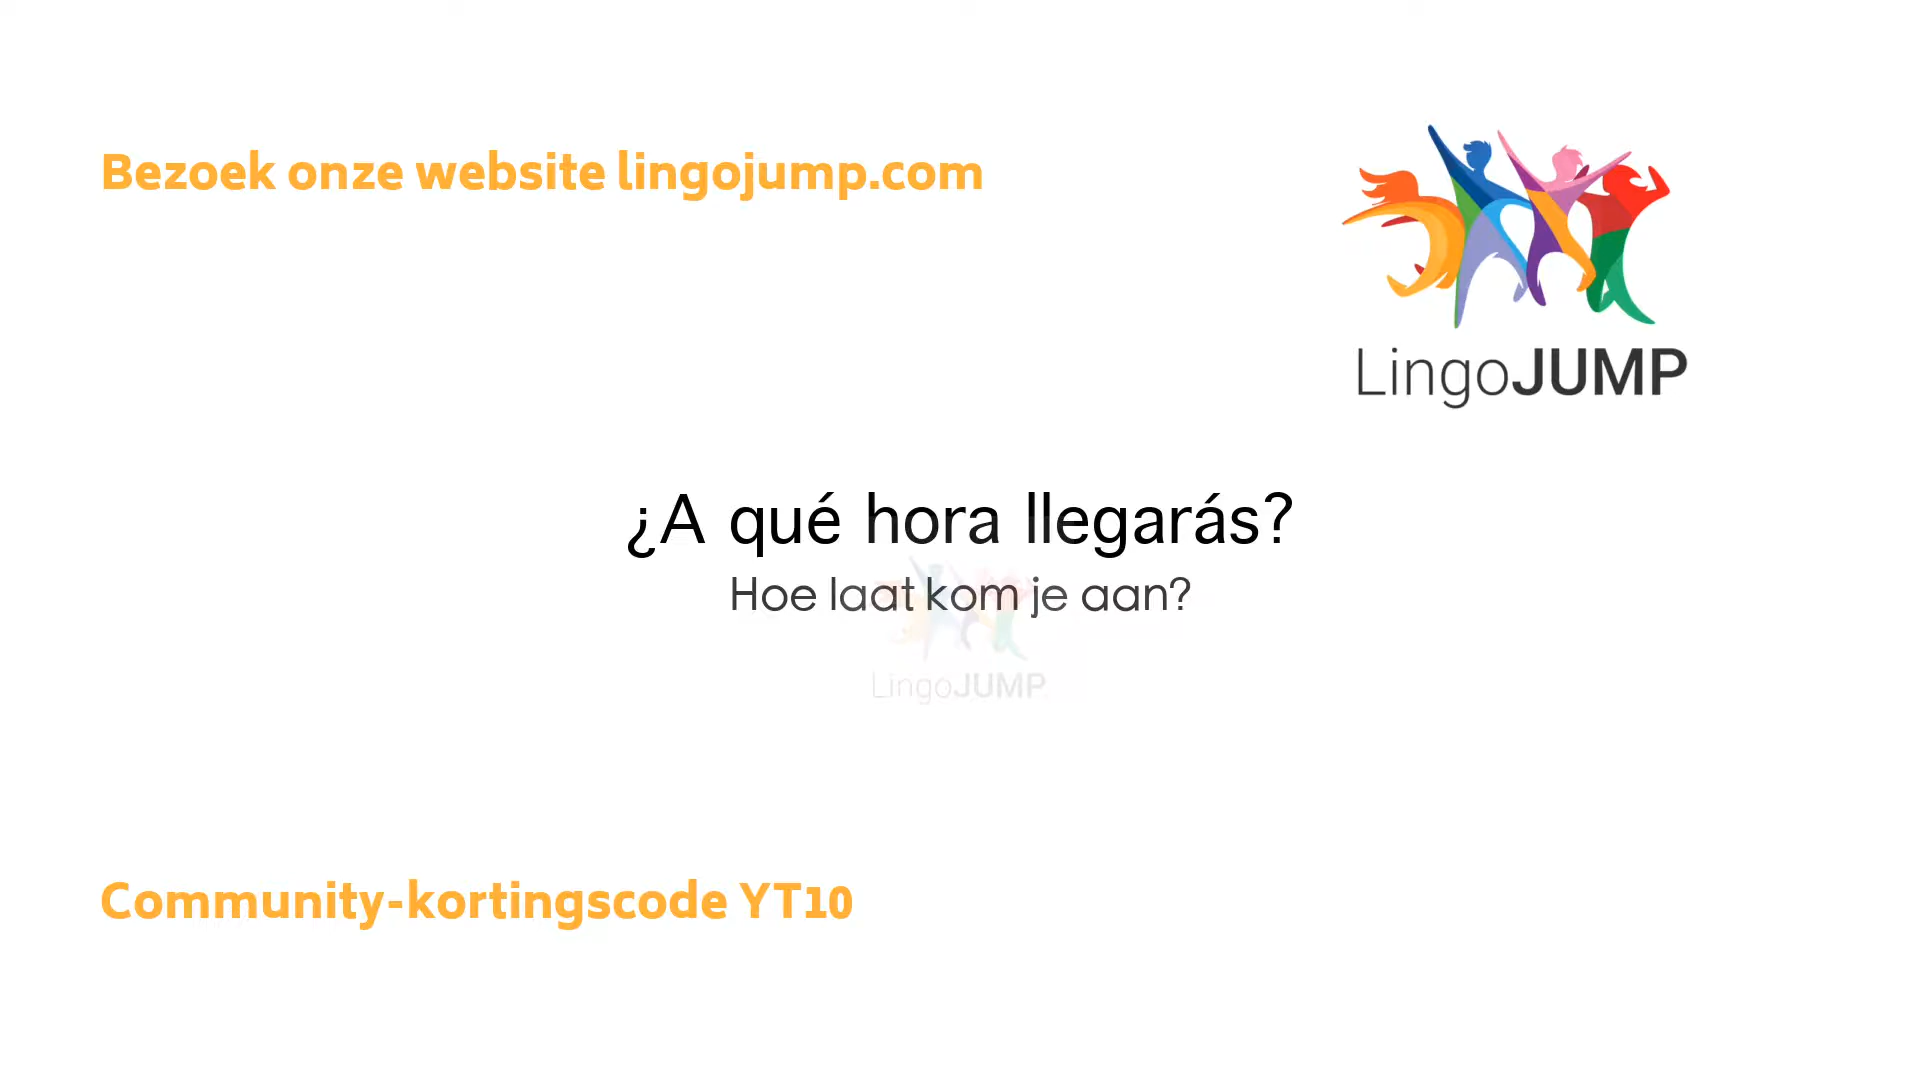 Bezoek onze website lingojump.com
LingoJUMP
¿A qué hora llegarás?
Hoe laat kom je aan?
LingoJUMP
Community-kortingscode YT10